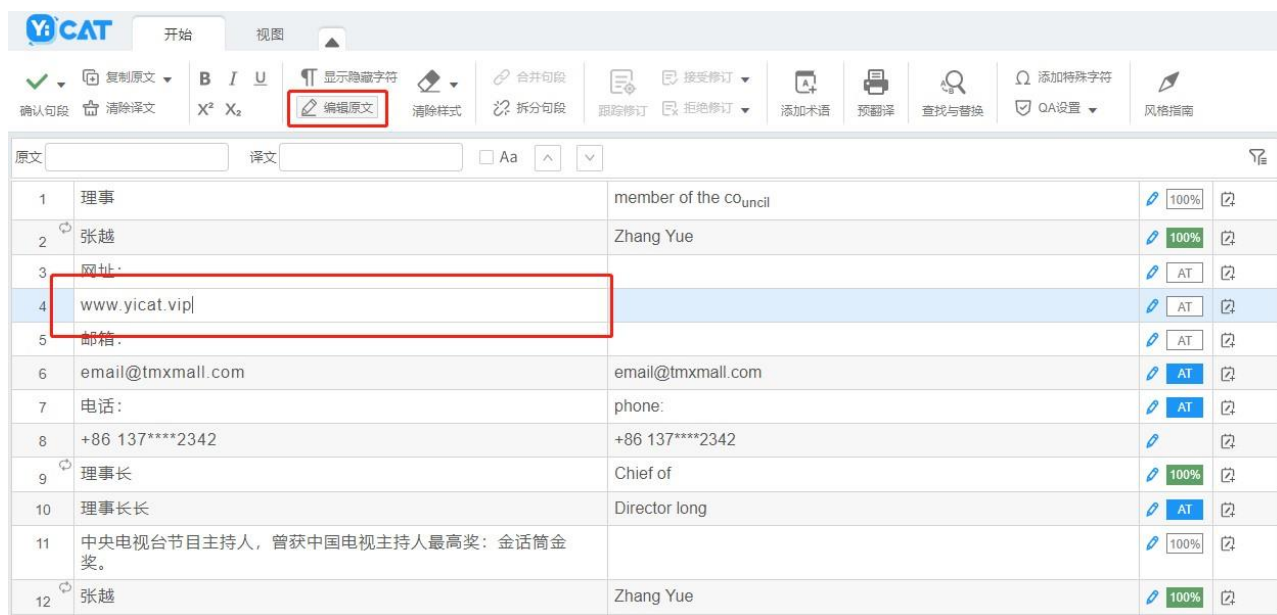 YiCAT 开始 视图
确认句段 复制原文 清除译文 B I U X² X₂ 显示隐藏字符 编辑原文 清除样式 合并句段 拆分句段 跟踪修订 接受修订 拒绝修订 添加术语 预翻译 查找与替换 Ω 添加特殊字符 QA设置 风格指南
原文 译文 Aa
1 理事 member of the council 100%
2 张越 Zhang Yue 100%
3 网址: AT
4 www.yicat.vip AT
5 邮箱: AT
6 email@tmxmall.com email@tmxmall.com AT
7 电话: phone: AT
8 +86 137****2342 +86 137****2342
9 理事长 Chief of 100%
10 理事长长 Director long AT
11 中央电视台节目主持人，曾获中国电视主持人最高奖：金话筒金 100%
奖。
12 张越 Zhang Yue 100%